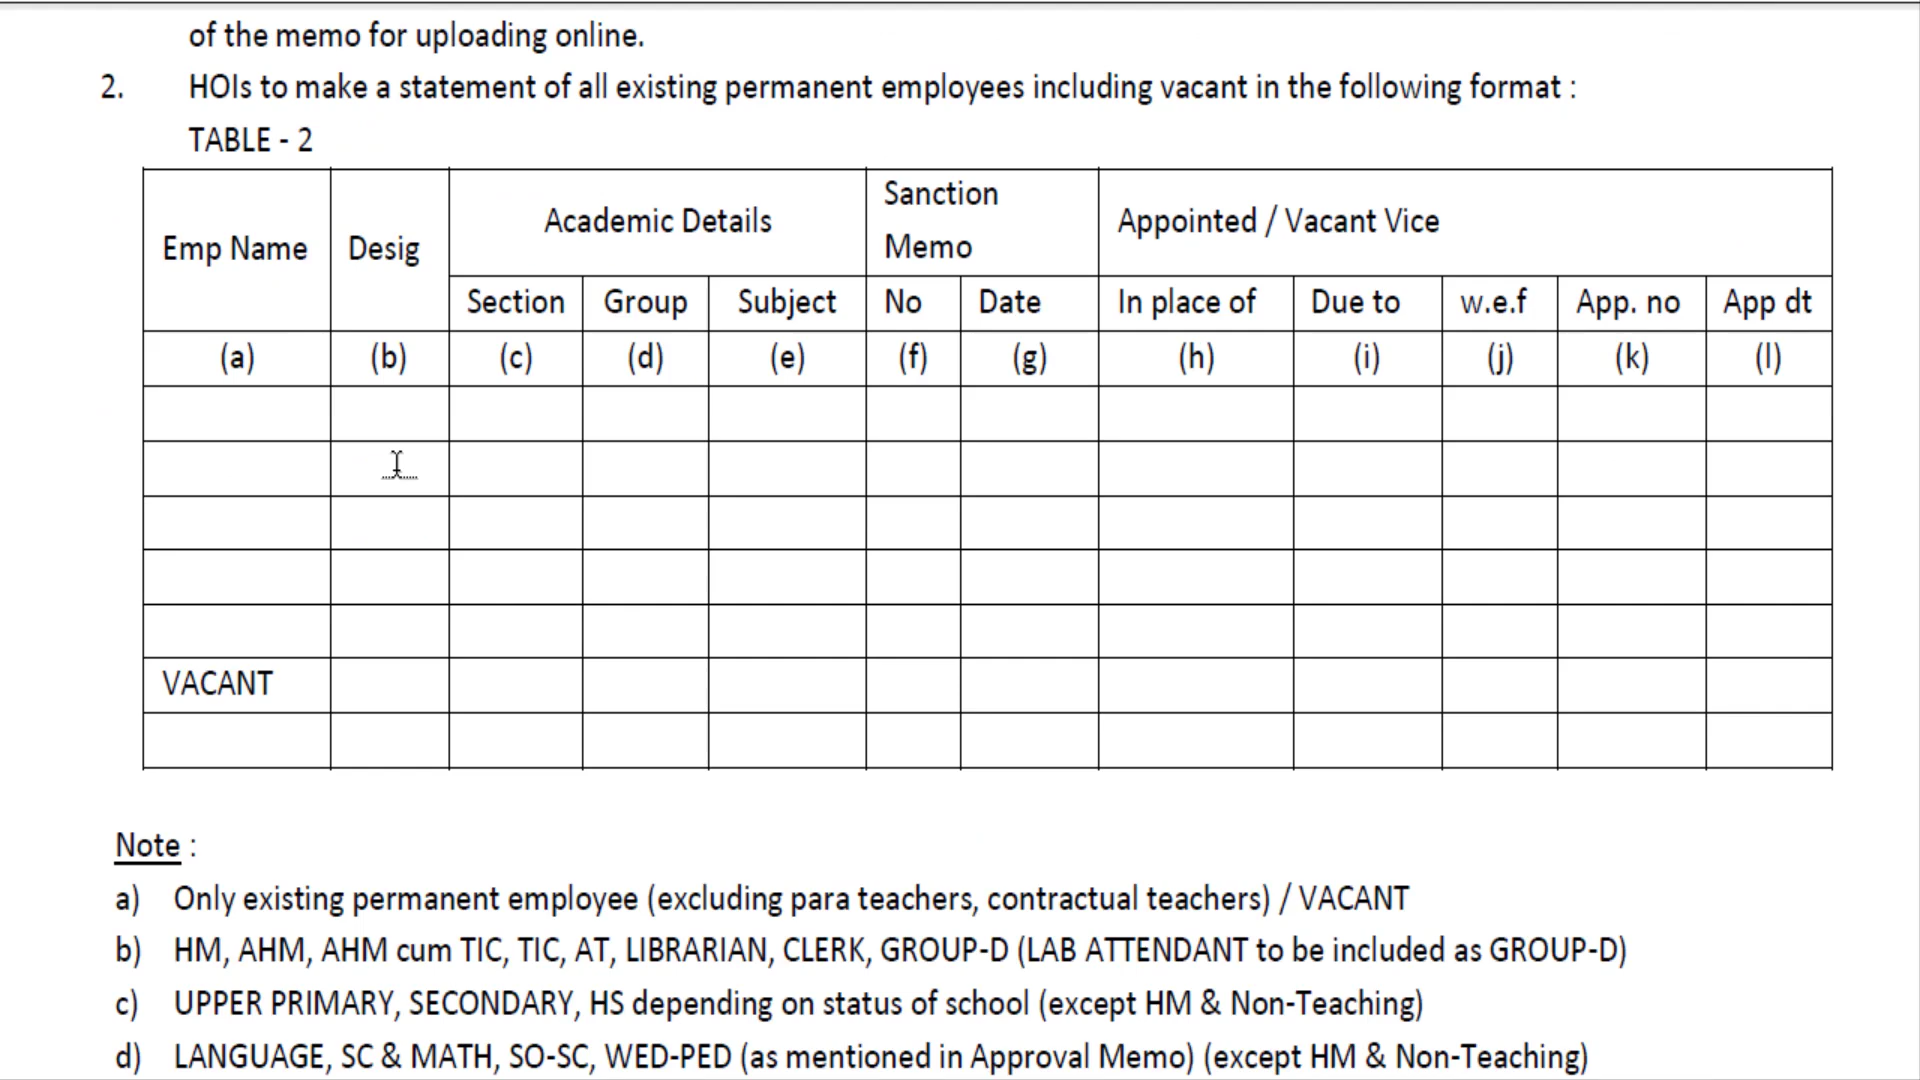 of the memo for uploading online.
2. HOIs to make a statement of all existing permanent employees including vacant in the following format :
TABLE - 2
Emp Name Desig Academic Details Sanction Memo Appointed / Vacant Vice
Section Group Subject No Date In place of Due to w.e.f App. no App dt
(a) (b) (c) (d) (e) (f) (g) (h) (i) (j) (k) (l)
VACANT
Note :
a) Only existing permanent employee (excluding para teachers, contractual teachers) / VACANT
b) HM, AHM, AHM cum TIC, TIC, AT, LIBRARIAN, CLERK, GROUP-D (LAB ATTENDANT to be included as GROUP-D)
c) UPPER PRIMARY, SECONDARY, HS depending on status of school (except HM & Non-Teaching)
d) LANGUAGE, SC & MATH, SO-SC, WED-PED (as mentioned in Approval Memo) (except HM & Non-Teaching)